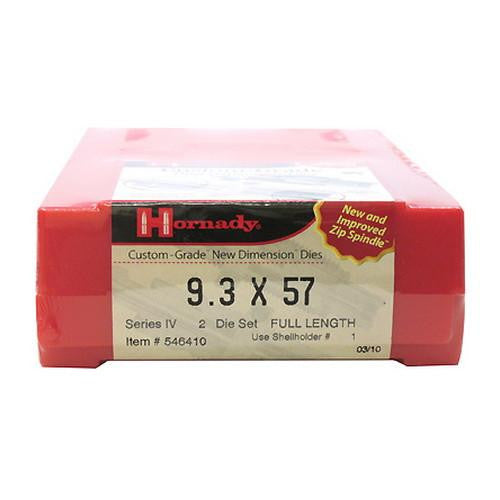 Hornady
New and
Improved
Zip Spindle™
Custom-Grade™ New Dimension™ Dies
9.3 X 57
Series IV 2 Die Set FULL LENGTH
Item # 546410 Use Shellholder # 1
03/10